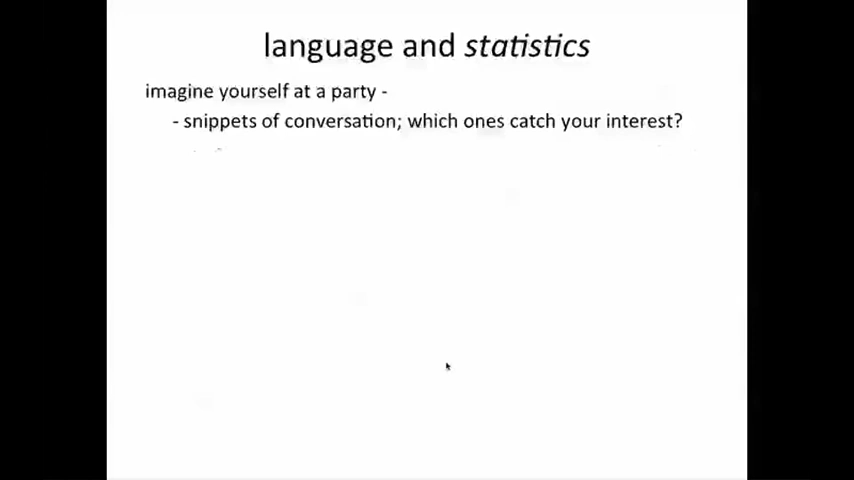 language and statistics
imagine yourself at a party -
- snippets of conversation; which ones catch your interest?